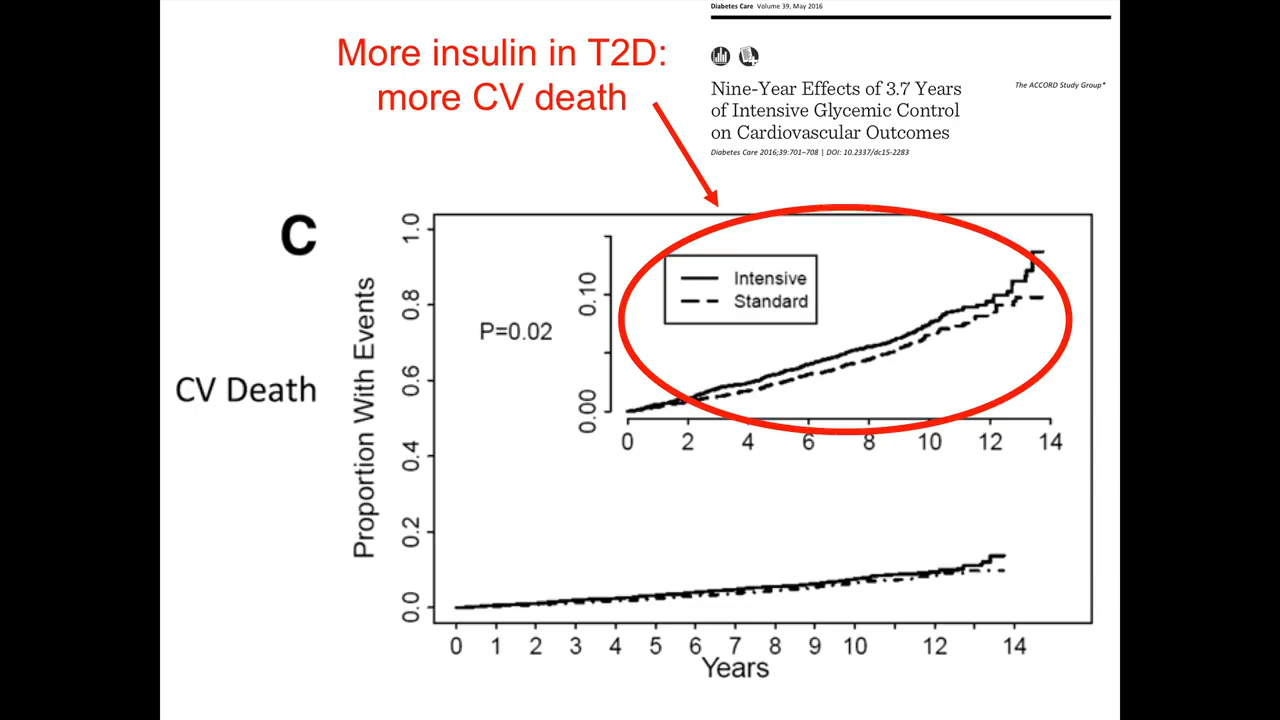 Diabetes Care Volume 39, May 2016
More insulin in T2D:
more CV death
Nine-Year Effects of 3.7 Years
of Intensive Glycemic Control
on Cardiovascular Outcomes
The ACCORD Study Group*
Diabetes Care 2016;39:701–708 | DOI: 10.2337/dc15-2283
C
CV Death
Proportion With Events
1.0
0.8
0.6
0.4
0.2
0.0
P=0.02
0.10
0.00
Intensive
Standard
0 2 4 6 8 10 12 14
0 1 2 3 4 5 6 7 8 9 10 12 14
Years